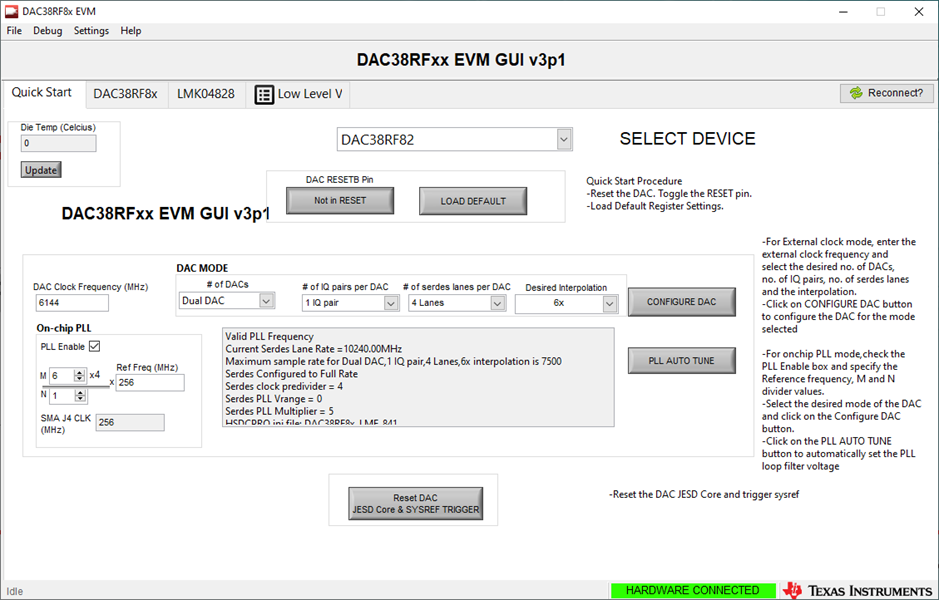 DAC38RF8x EVM
File Debug Settings Help
DAC38RFxx EVM GUI v3p1
Quick Start DAC38RF8x LMK04828 Low Level V Reconnect?
Die Temp (Celcius)
0
Update
DAC38RF82
SELECT DEVICE
DAC RESETB Pin
Not in RESET
LOAD DEFAULT
Quick Start Procedure
-Reset the DAC. Toggle the RESET pin.
-Load Default Register Settings.
DAC38RFxx EVM GUI v3p1
DAC Clock Frequency (MHz)
6144
DAC MODE
# of DACs
Dual DAC
# of IQ pairs per DAC
1 IQ pair
# of serdes lanes per DAC
4 Lanes
Desired Interpolation
6x
CONFIGURE DAC
On-chip PLL
PLL Enable
M 6 x4
N 1
x
Ref Freq (MHz)
256
SMA J4 CLK
(MHz)
256
Valid PLL Frequency
Current Serdes Lane Rate =10240.00MHz
Maximum sample rate for Dual DAC,1 IQ pair,4 Lanes,6x interpolation is 7500
Serdes Configured to Full Rate
Serdes clock predivider = 4
Serdes PLL Vrange = 0
Serdes PLL Multiplier = 5
HSDCPRO ini file: DAC38RF8x_LMF_841
PLL AUTO TUNE
-For External clock mode, enter the
external clock frequency and
select the desired no. of DACs,
no. of IQ pairs, no. of serdes lanes
and the interpolation.
-Click on CONFIGURE DAC button
to configure the DAC for the mode
selected
-For onchip PLL mode,check the
PLL Enable box and specify the
Reference frequency, M and N
divider values.
-Select the desired mode of the DAC
and click on the Configure DAC
button.
-Click on the PLL AUTO TUNE
button to automatically set the PLL
loop filter voltage
Reset DAC
JESD Core & SYSREF TRIGGER
-Reset the DAC JESD Core and trigger sysref
Idle
HARDWARE CONNECTED
TEXAS INSTRUMENTS